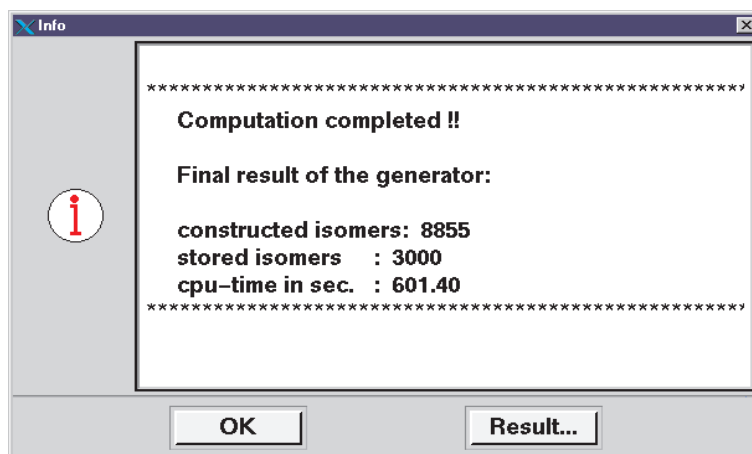 Info
*******************************************************
Computation completed !!
Final result of the generator:
constructed isomers: 8855
stored isomers : 3000
cpu-time in sec. : 601.40
*******************************************************
OK
Result...